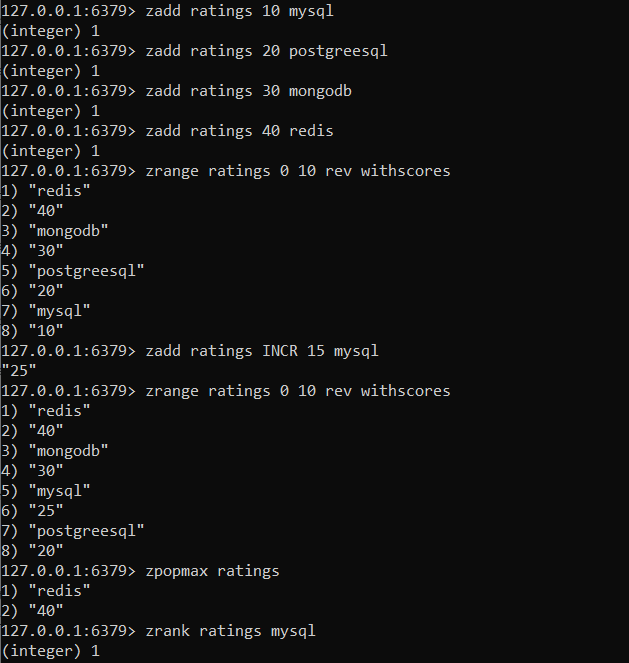 127.0.0.1:6379> zadd ratings 10 mysql
(integer) 1
127.0.0.1:6379> zadd ratings 20 postgreesql
(integer) 1
127.0.0.1:6379> zadd ratings 30 mongodb
(integer) 1
127.0.0.1:6379> zadd ratings 40 redis
(integer) 1
127.0.0.1:6379> zrange ratings 0 10 rev withscores
1) "redis"
2) "40"
3) "mongodb"
4) "30"
5) "postgreesql"
6) "20"
7) "mysql"
8) "10"
127.0.0.1:6379> zadd ratings INCR 15 mysql
"25"
127.0.0.1:6379> zrange ratings 0 10 rev withscores
1) "redis"
2) "40"
3) "mongodb"
4) "30"
5) "mysql"
6) "25"
7) "postgreesql"
8) "20"
127.0.0.1:6379> zpopmax ratings
1) "redis"
2) "40"
127.0.0.1:6379> zrank ratings mysql
(integer) 1